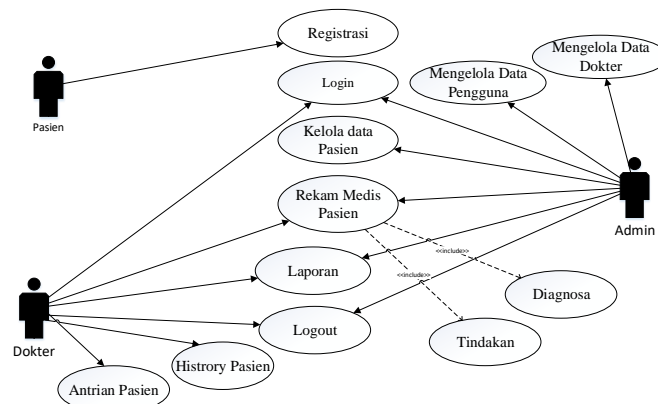 Registrasi
Mengelola Data
Dokter
Pasien
Login
Mengelola Data
Pengguna
Kelola data
Pasien
Rekam Medis
Pasien
Admin
<<include>>
<<include>>
Laporan
Diagnosa
Dokter
Logout
Tindakan
Histrory Pasien
Antrian Pasien